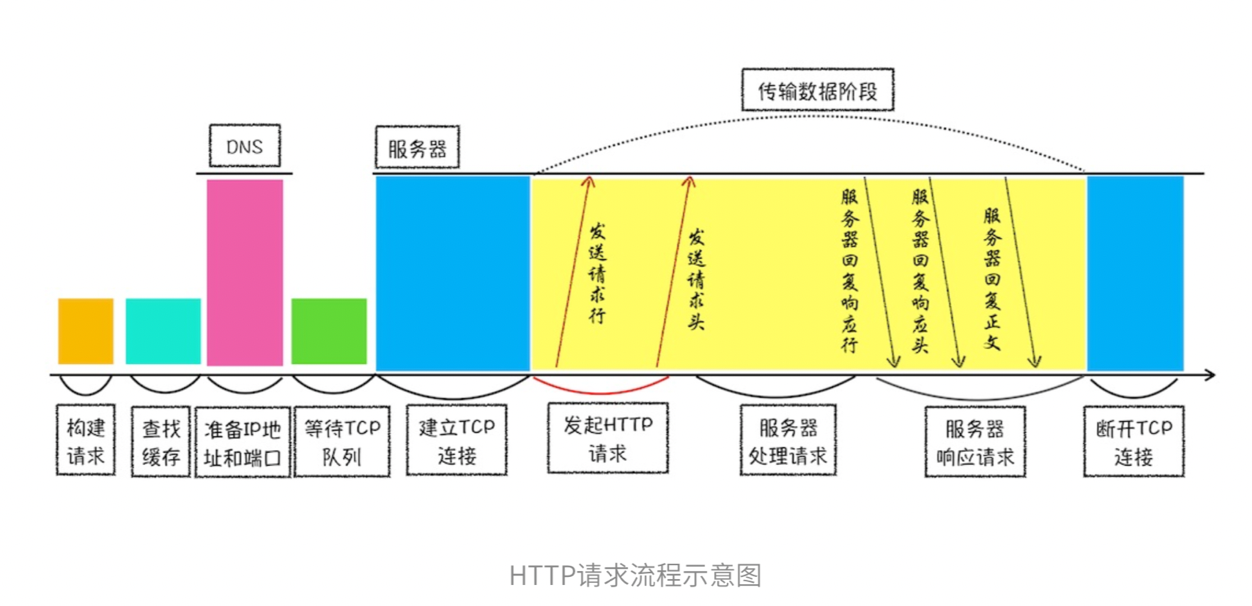 传输数据阶段
DNS
服务器
发送请求行
发送请求头
服务器回复响应行
服务器回复响应头
服务器回复正文
构建
请求
查找
缓存
准备IP地
址和端口
等待TCP
队列
建立TCP
连接
发起HTTP
请求
服务器
处理请求
服务器
响应请求
断开TCP
连接
HTTP请求流程示意图